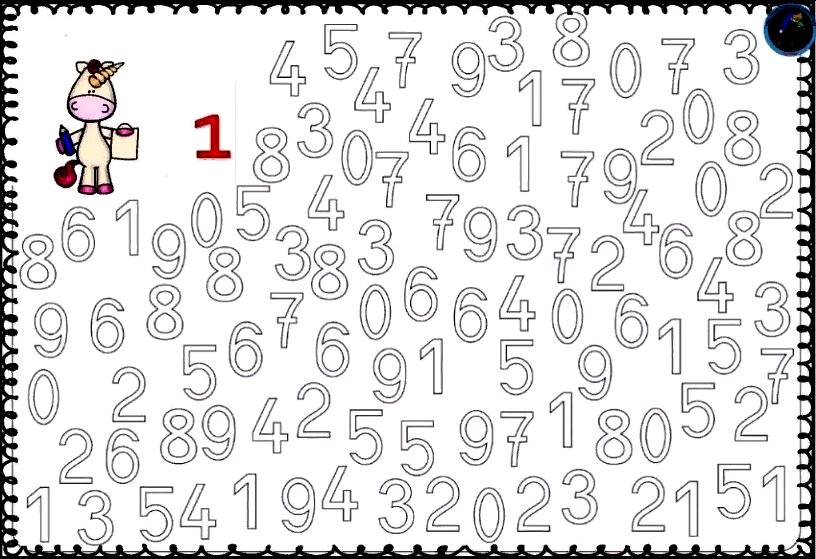 4 5 7 9 3 8 0 7 3
1
4 1 7
8 3 0 4 6 1 2 0 8
7 7 9 0 2
6 1 0 5 4 7 9 3 4
8 9 8 3 8 3 7 2 6 8
9 6 8 7 0 6 6 4 0 6 4 3
6 6 1 1 5
0 2 5 9 5 9 7
2 6 8 9 4 2 5 5 9 7 1 8 0 5 2
1 3 5 4 1 9 4 3 2 0 2 3 2 1 5 1